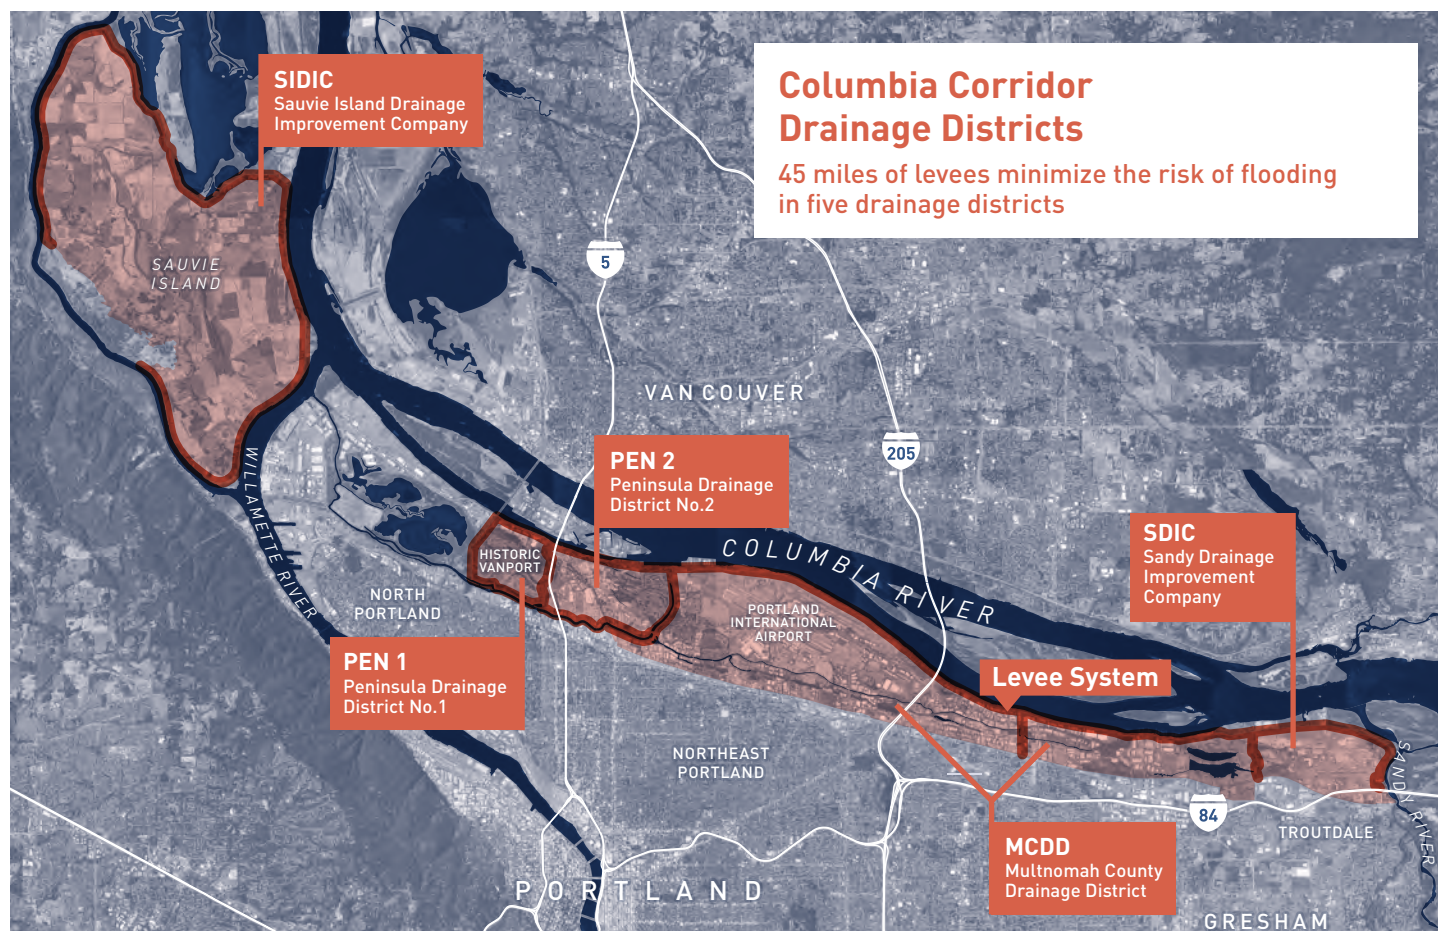 Columbia Corridor
Drainage Districts
45 miles of levees minimize the risk of flooding
in five drainage districts
SIDIC
Sauvie Island Drainage
Improvement Company
SAUVIE
ISLAND
5
VANCOUVER
205
PEN 2
Peninsula Drainage
District No.2
WILLAMETTE RIVER
COLUMBIA RIVER
SDIC
Sandy Drainage
Improvement
Company
HISTORIC
VANPORT
NORTH
PORTLAND
PORTLAND
INTERNATIONAL
AIRPORT
PEN 1
Peninsula Drainage
District No.1
Levee System
NORTHEAST
PORTLAND
SANDY RIVER
84
TROUTDALE
MCDD
Multnomah County
Drainage District
PORTLAND
GRESHAM